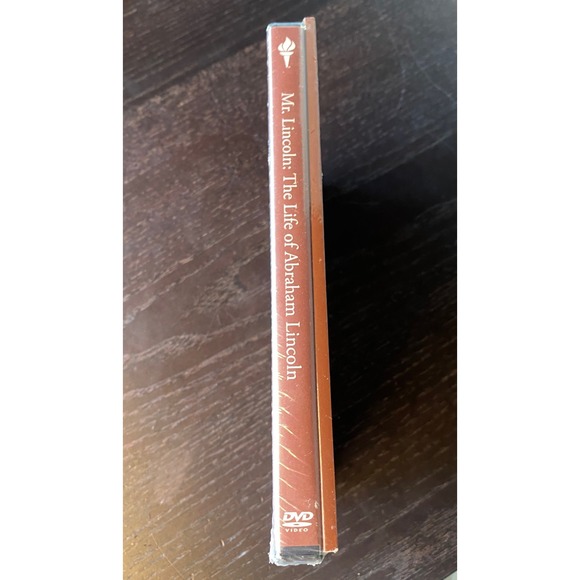 Mr. Lincoln: The Life of Abraham Lincoln
DVD
VIDEO